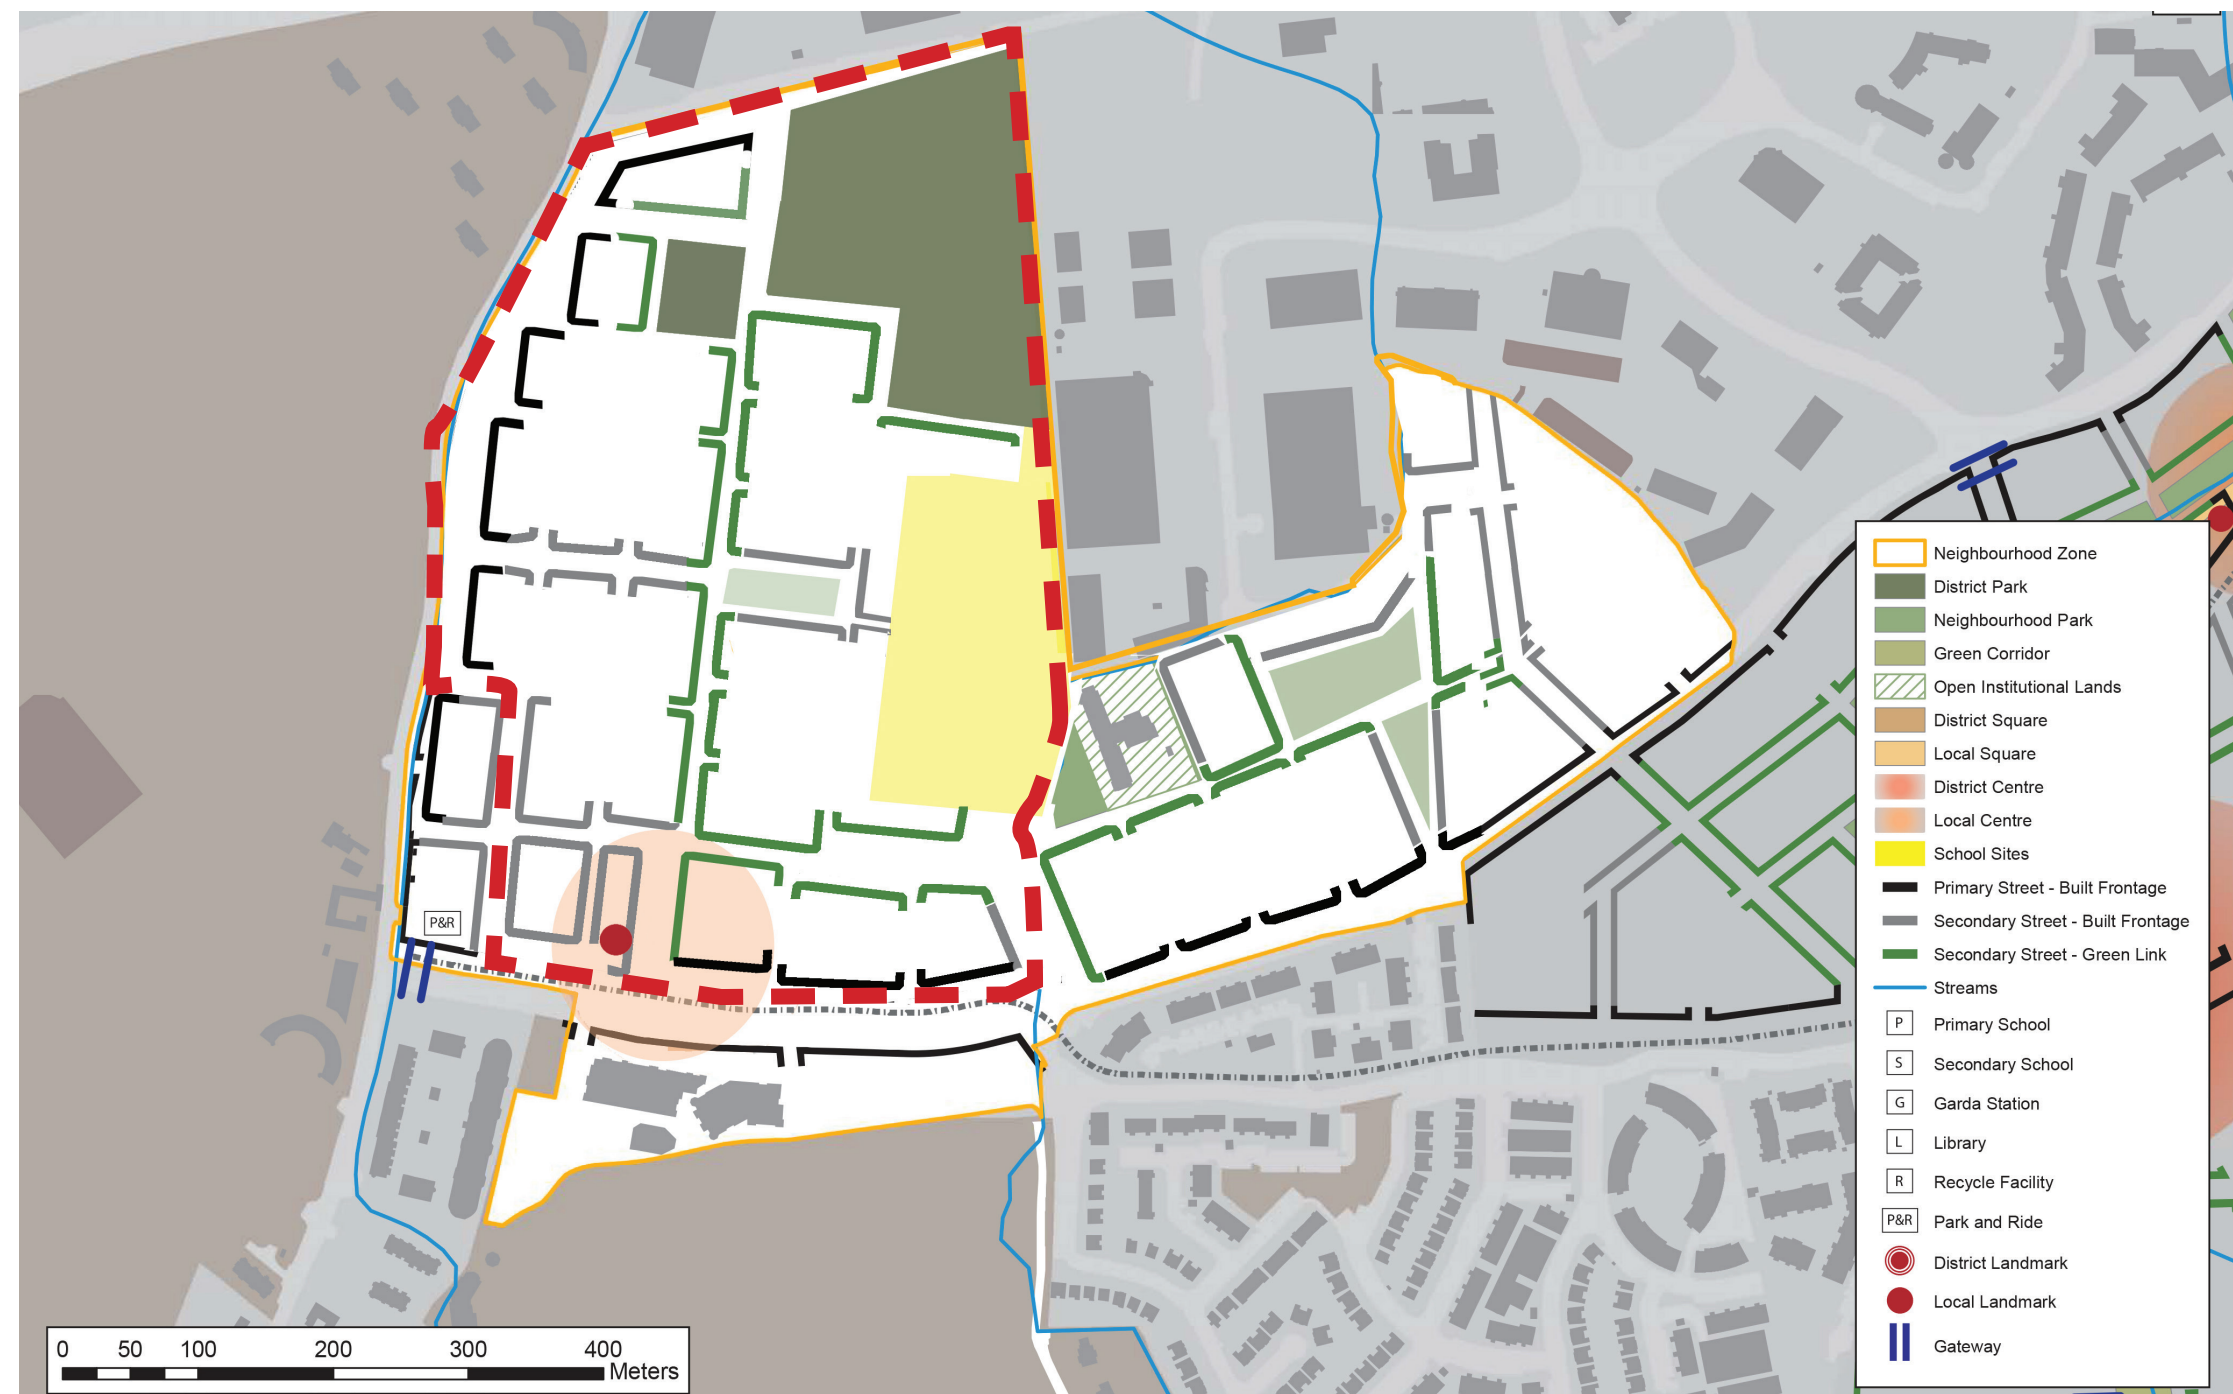 P&R
Neighbourhood Zone
District Park
Neighbourhood Park
Green Corridor
Open Institutional Lands
District Square
Local Square
District Centre
Local Centre
School Sites
Primary Street - Built Frontage
Secondary Street - Built Frontage
Secondary Street - Green Link
Streams
P Primary School
S Secondary School
G Garda Station
L Library
R Recycle Facility
P&R Park and Ride
District Landmark
Local Landmark
Gateway
0 50 100 200 300 400
Meters